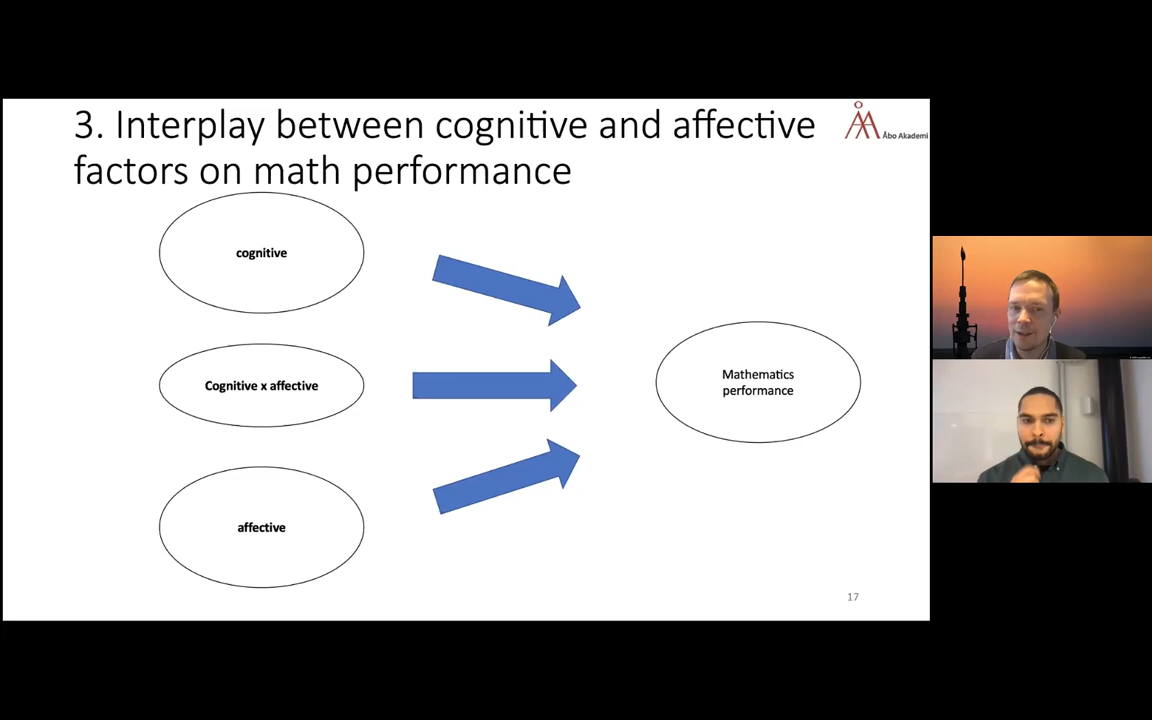 3. Interplay between cognitive and affective
factors on math performance
Åbo Akademi
cognitive
Cognitive x affective
Mathematics
performance
affective
17